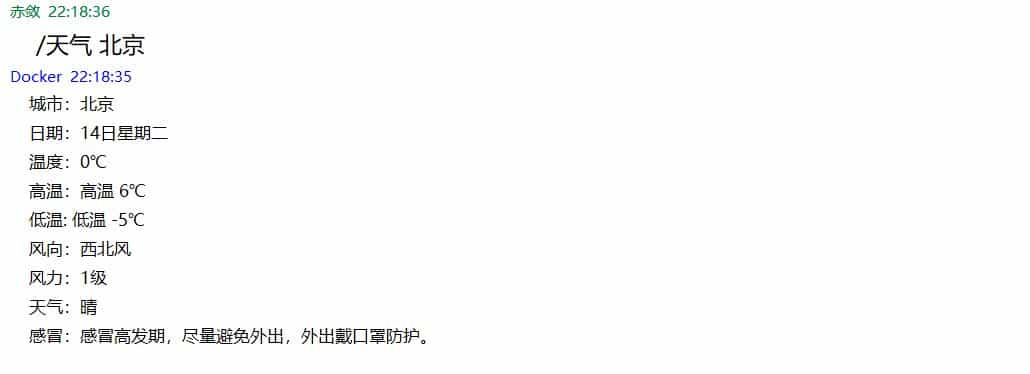 赤敛 22:18:36
/天气 北京
Docker 22:18:35
城市：北京
日期：14日星期二
温度：0℃
高温：高温 6℃
低温: 低温 -5℃
风向：西北风
风力：1级
天气：晴
感冒：感冒高发期，尽量避免外出，外出戴口罩防护。